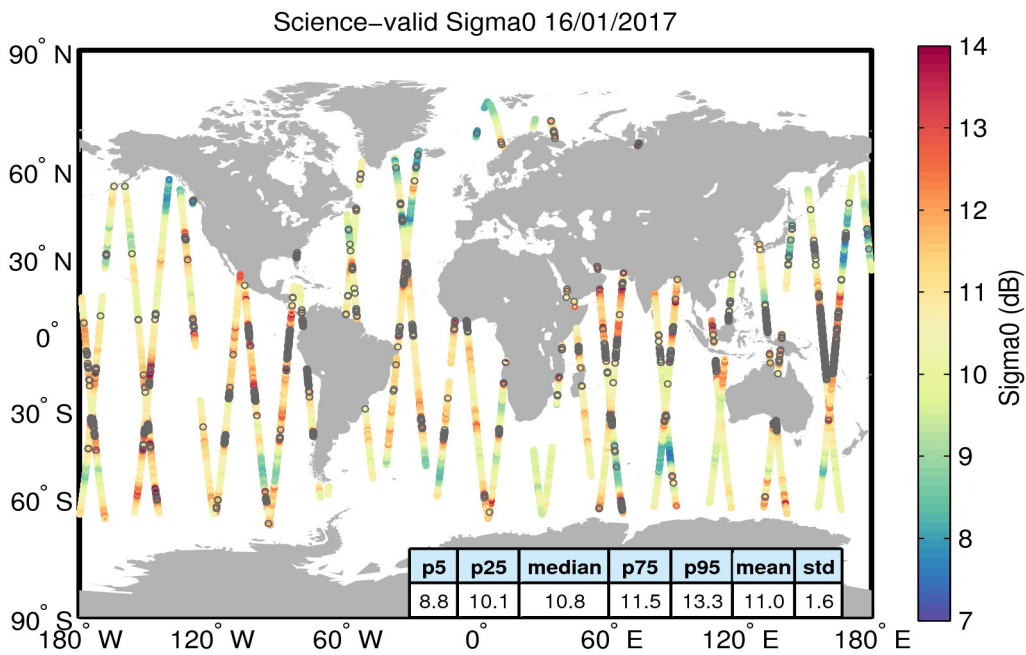 Science−valid Sigma0 16/01/2017
90° N
60° N
30° N
0°
30° S
60° S
90° S
180° W
120° W
60° W
0°
60° E
120° E
180° E
14
13
12
11
10
9
8
7
Sigma0 (dB)
p5 p25 median p75 p95 mean std
8.8 10.1 10.8 11.5 13.3 11.0 1.6